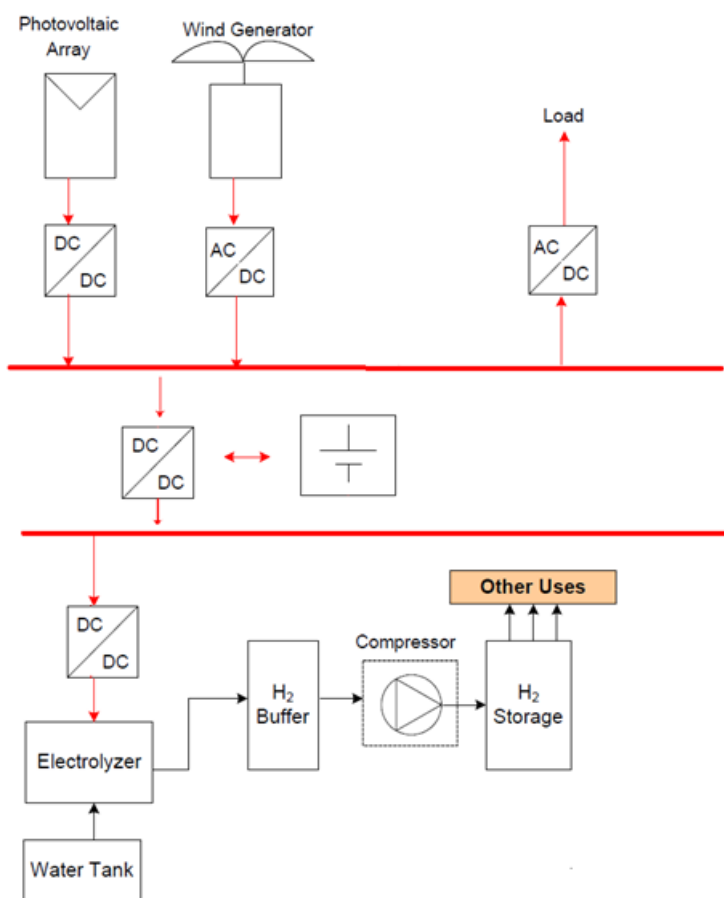 Photovoltaic
Array
Wind Generator
Load
DC
DC
AC
DC
AC
DC
DC
DC
Other Uses
DC
DC
Compressor
H₂
Buffer
H₂
Storage
Electrolyzer
Water Tank